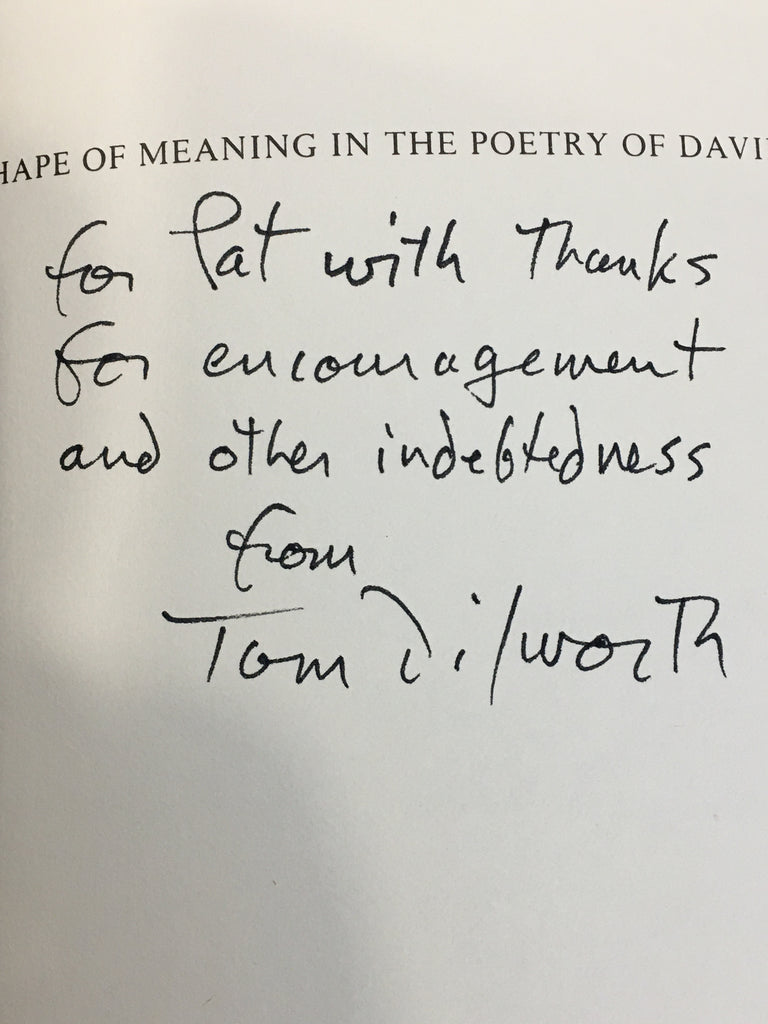 HAPE OF MEANING IN THE POETRY OF DAVI
for Pat with thanks
for encouragement
and other indebtedness
from
Tom Dilworth